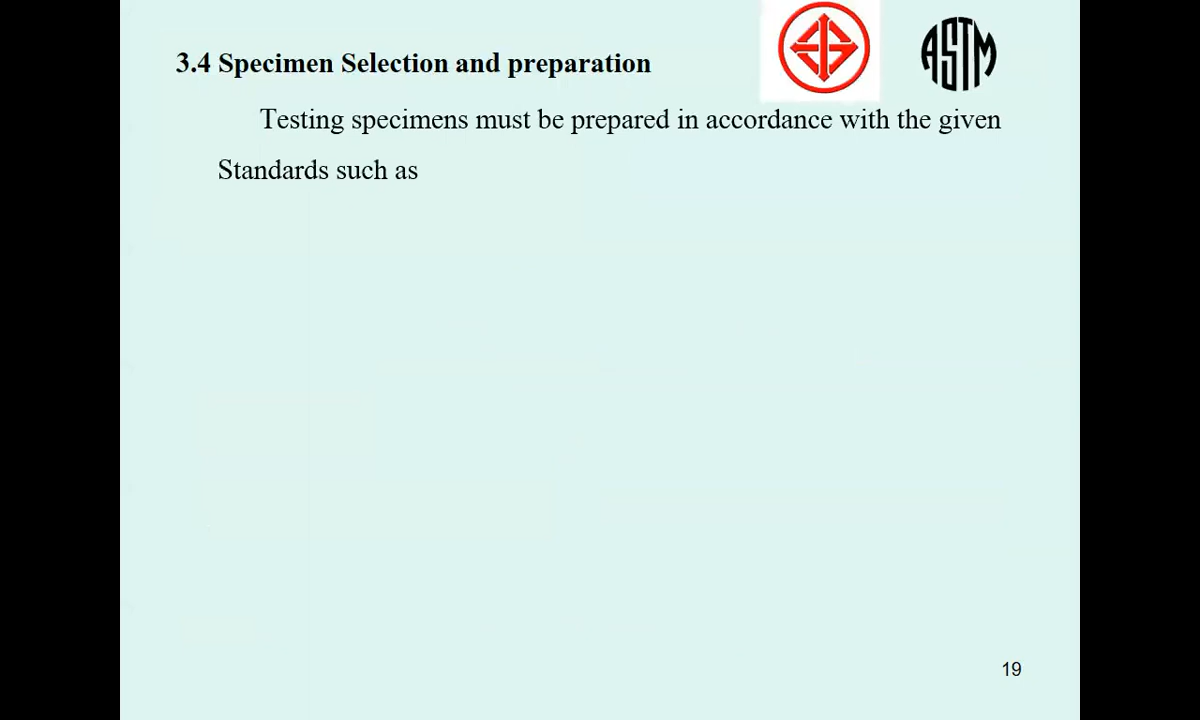 3.4 Specimen Selection and preparation
ASTM
Testing specimens must be prepared in accordance with the given
Standards such as
19